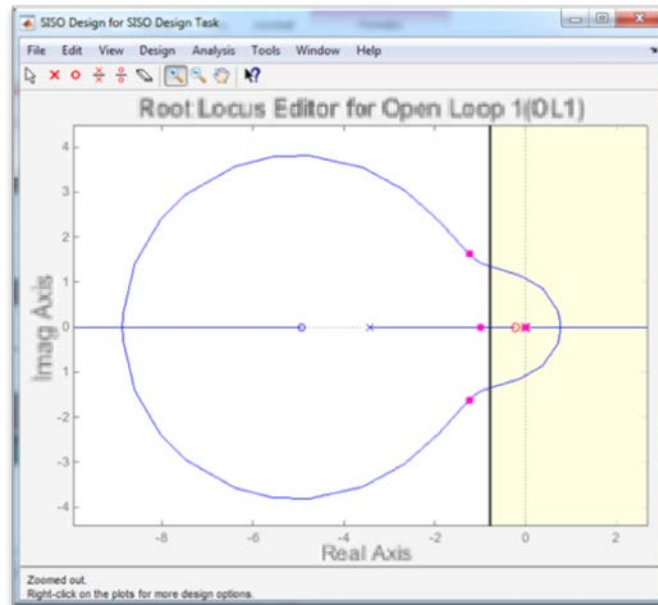 SISO Design for SISO Design Task
File Edit View Design Analysis Tools Window Help
Root Locus Editor for Open Loop 1(OL1)
4
3
2
1
0
-1
-2
-3
-4
Imag Axis
-8 -6 -4 -2 0 2
Real Axis
Zoomed out.
Right-click on the plots for more design options.